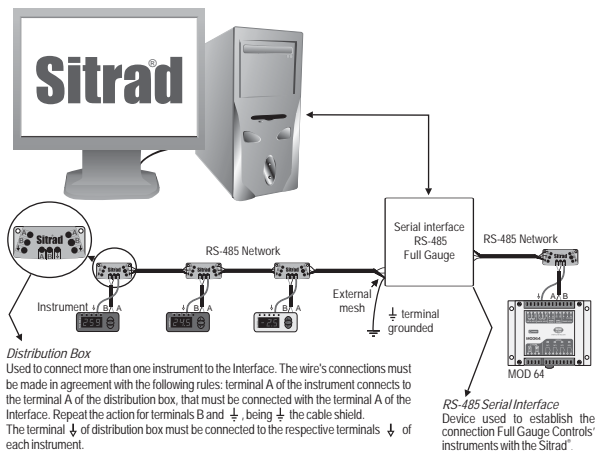 Sitrad®
Sitrad
A B
A B
A B
Sitrad
Sitrad
Sitrad
RS-485 Network
Serial interface
RS-485
Full Gauge
RS-485 Network
Sitrad
Instrument
B A
B A
B A
External
mesh
⏚ terminal
grounded
A B
MOD 64
Distribution Box
Used to connect more than one instrument to the Interface. The wire's connections must
be made in agreement with the following rules: terminal A of the instrument connects to
the terminal A of the distribution box, that must be connected with the terminal A of the
Interface. Repeat the action for terminals B and ⏚, being ⏚ the cable shield.
The terminal ↓ of distribution box must be connected to the respective terminals ↓ of
each instrument.
RS-485 Serial Interface
Device used to establish the
connection Full Gauge Controls'
instruments with the Sitrad®.